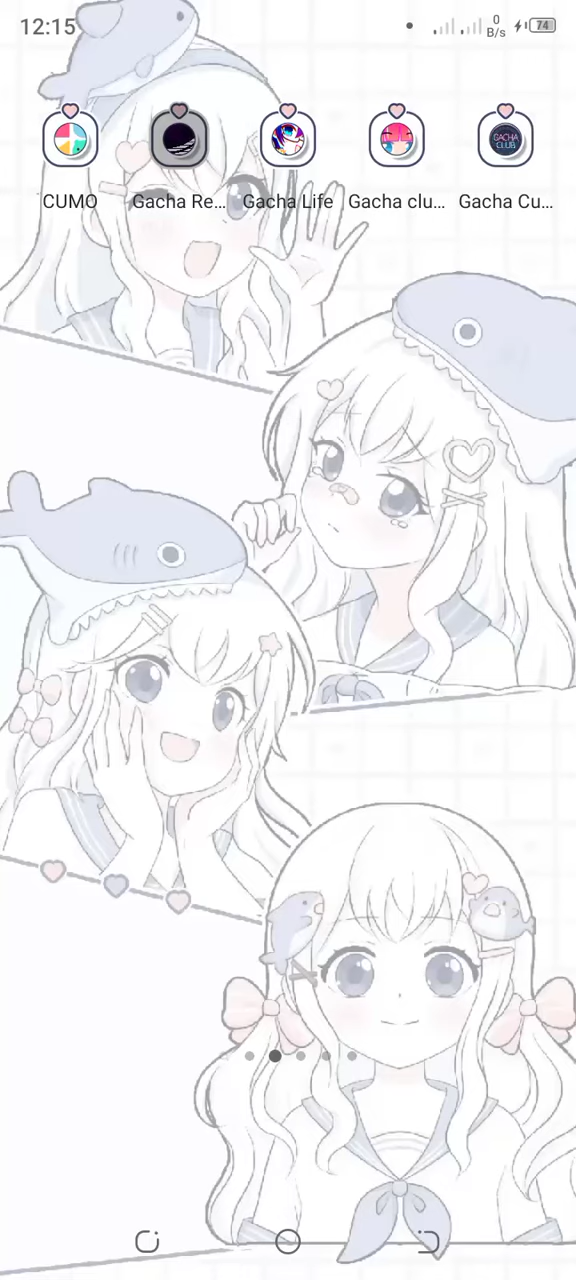 12:15
0
B/s
74
CUMO
Gacha Re...
Gacha Life
Gacha clu...
Gacha Cu...
GACHA
CLUB